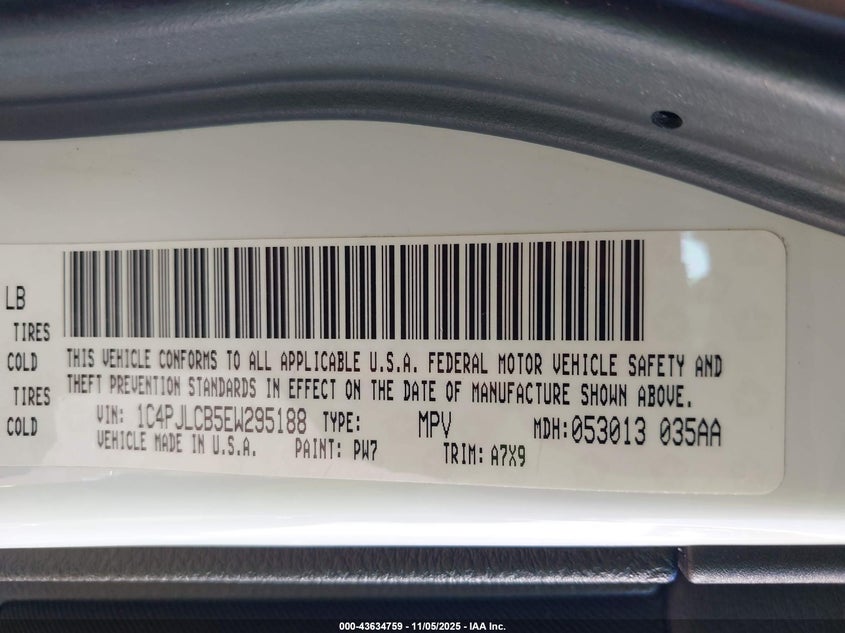 LB
TIRES
COLD
TIRES
COLD
THIS VEHICLE CONFORMS TO ALL APPLICABLE U.S.A. FEDERAL MOTOR VEHICLE SAFETY AND
THEFT PREVENTION STANDARDS IN EFFECT ON THE DATE OF MANUFACTURE SHOWN ABOVE.
VIN: 1C4PJLCB5EW295188 TYPE: MPV MDH:053013 035AA
VEHICLE MADE IN U.S.A. PAINT: PW7 TRIM: A7X9
000-43634759 - 11/05/2025 - IAA Inc.